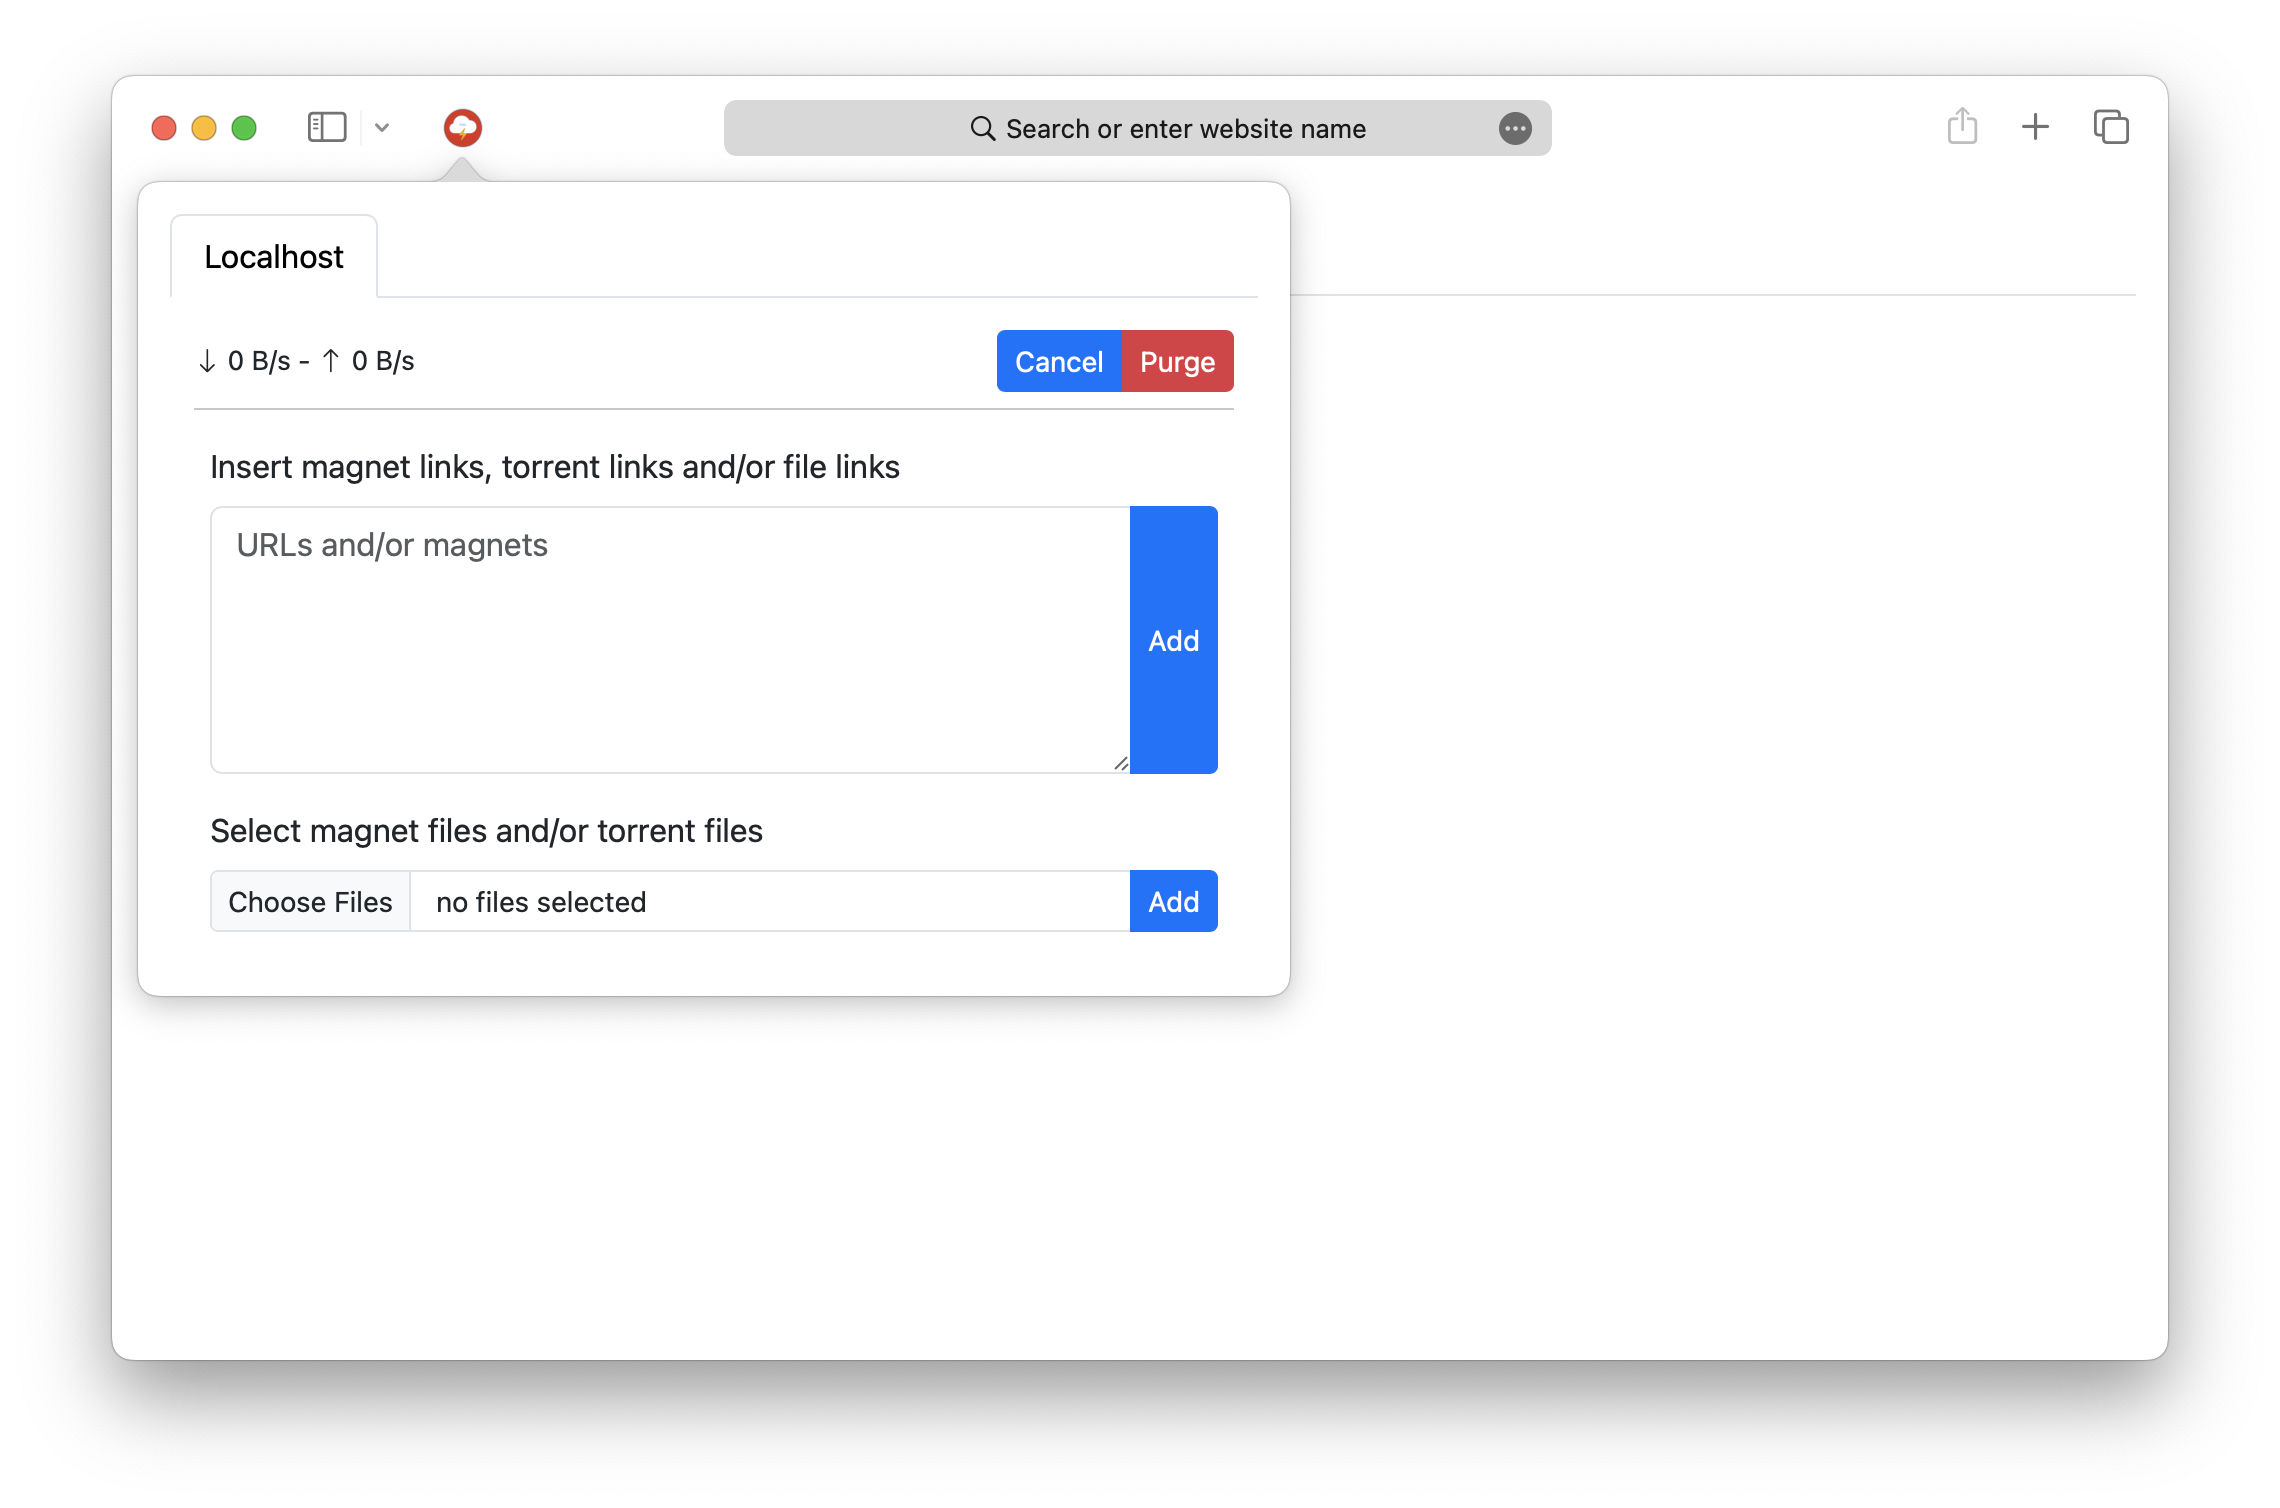 Search or enter website name
Localhost
↓ 0 B/s - ↑ 0 B/s
Cancel Purge
Insert magnet links, torrent links and/or file links
URLs and/or magnets
Add
Select magnet files and/or torrent files
Choose Files no files selected Add